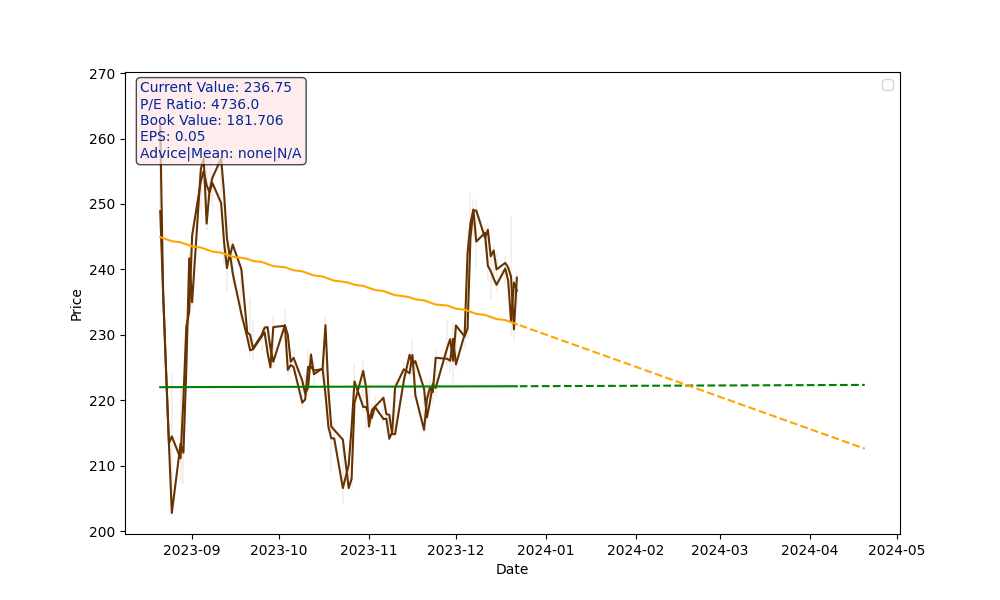 270
260
250
240
230
220
210
200
Price
Current Value: 236.75
P/E Ratio: 4736.0
Book Value: 181.706
EPS: 0.05
Advice|Mean: none|N/A
2023-09 2023-10 2023-11 2023-12 2024-01 2024-02 2024-03 2024-04 2024-05
Date